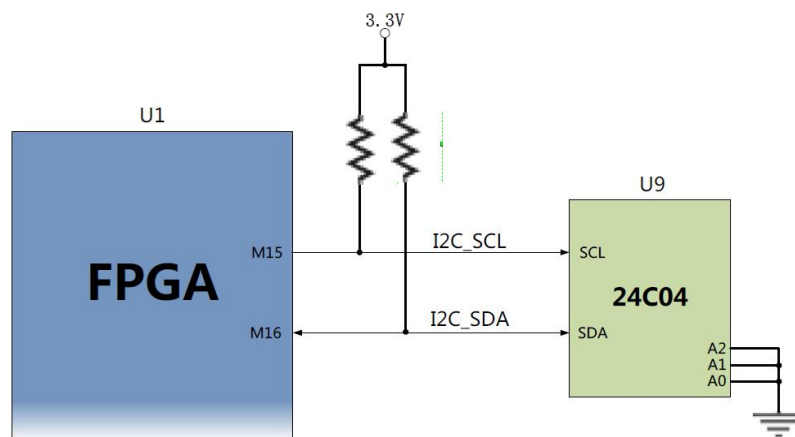 3.3V
U1
U9
M15
I2C_SCL
SCL
FPGA
24C04
M16
I2C_SDA
SDA
A2
A1
A0